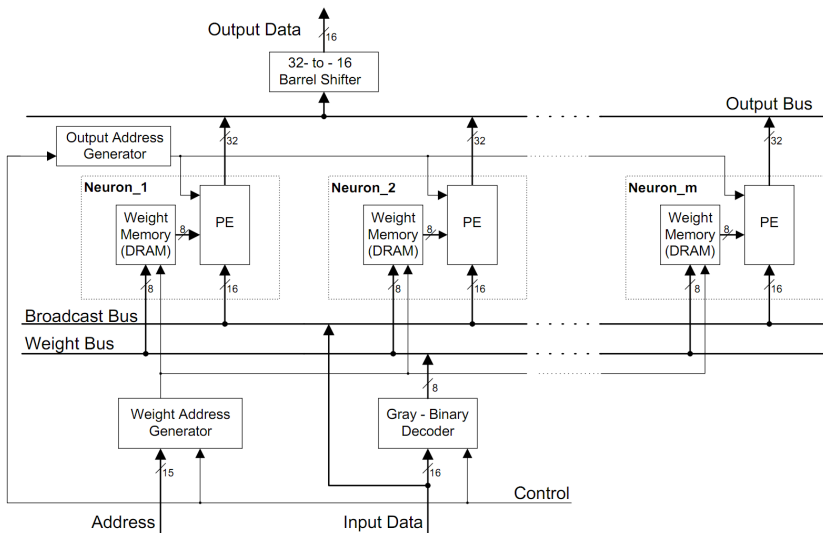 Output Data
16
32- to - 16
Barrel Shifter
Output Bus
Output Address
Generator
32
32
32
Neuron_1
Neuron_2
Neuron_m
Weight
Memory
(DRAM)
8
PE
Weight
Memory
(DRAM)
8
PE
Weight
Memory
(DRAM)
8
PE
8
16
8
16
8
16
Broadcast Bus
Weight Bus
8
Weight Address
Generator
Gray - Binary
Decoder
15
16
Control
Address
Input Data